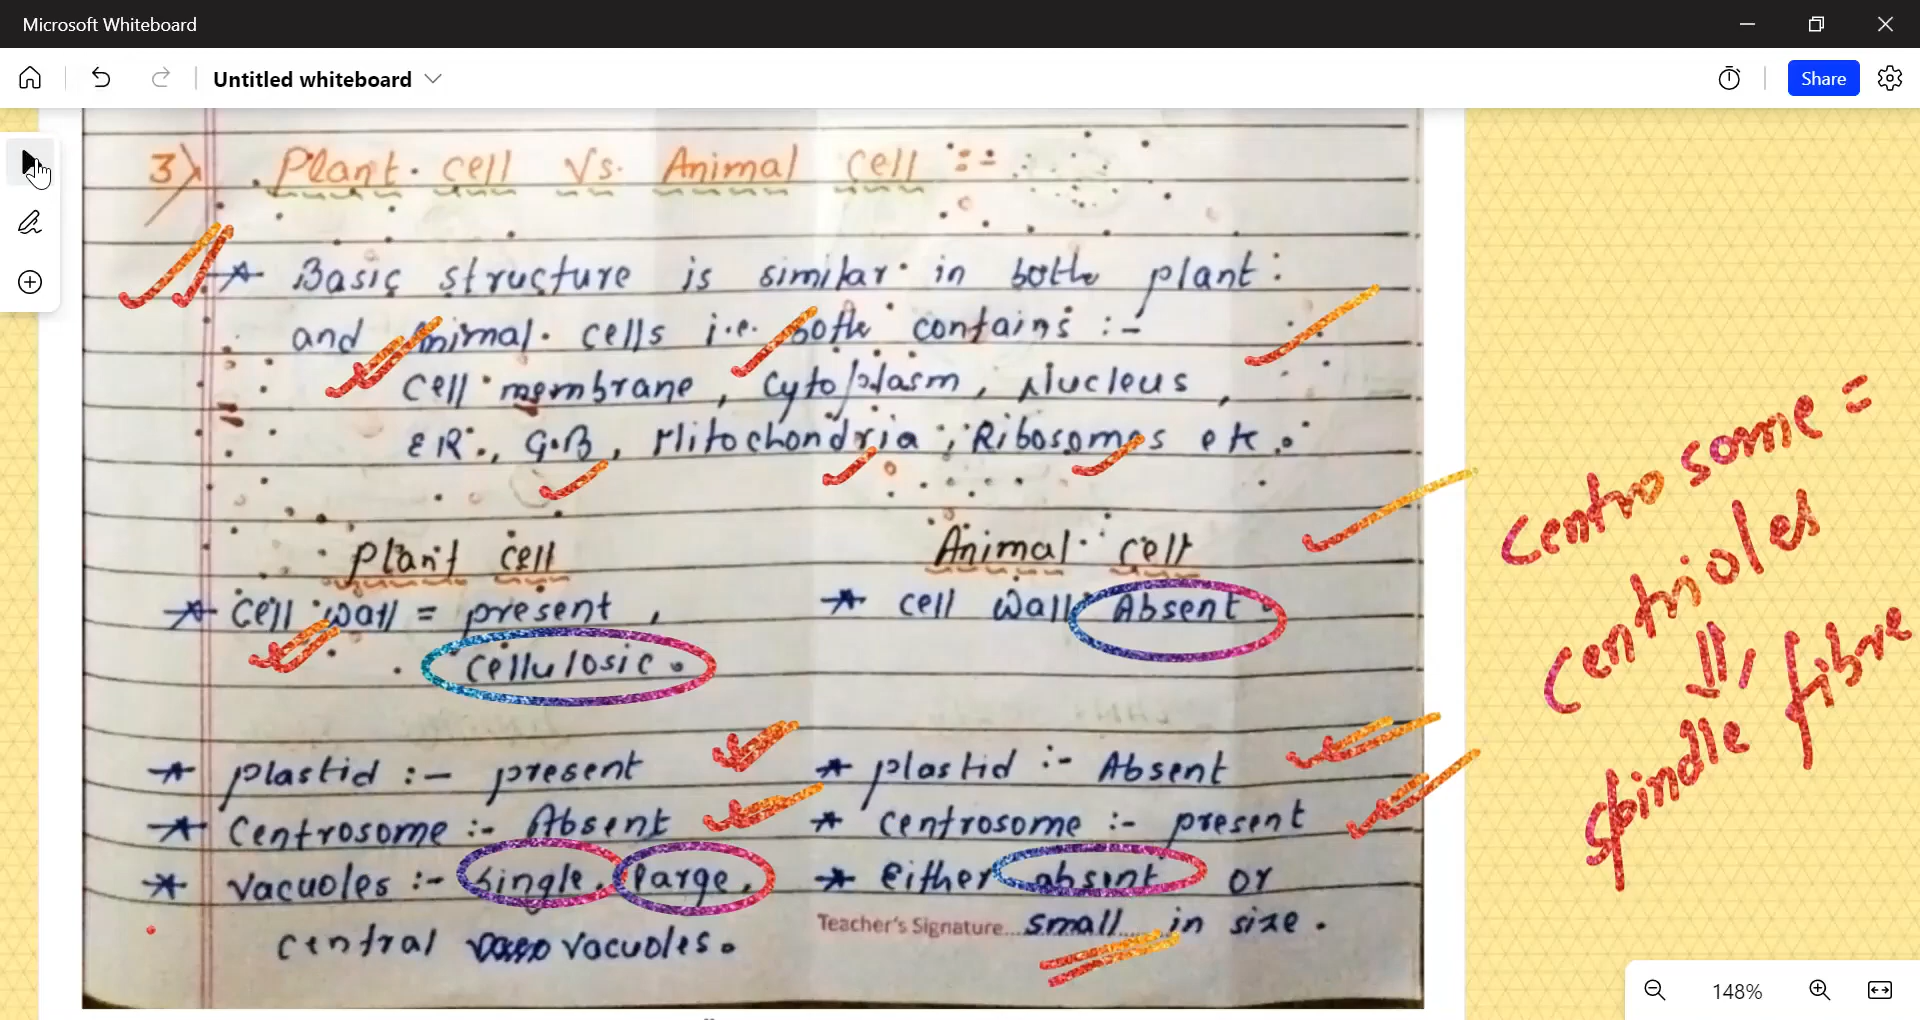 Microsoft Whiteboard
Untitled whiteboard
Share
3) Plant cell Vs. Animal cell :-
* Basic structure is similar in both plant
and Animal cells i.e. both contains :-
Cell membrane, Cytoplasm, Nucleus,
ER., G.B, Mitochondria, Ribosomes etc.
Plant cell
Animal cell
* Cell wall = present,
cellulosic.
* cell wall Absent.
* plastid :- present
* plastid :- Absent
* Centrosome :- Absent
* Centrosome :- present
* Vacuoles :- single, large,
central vacuoles.
* Either absent or
Teacher's Signature... small in size.
Centrosome =
Centrioles
spindle fibre
148%